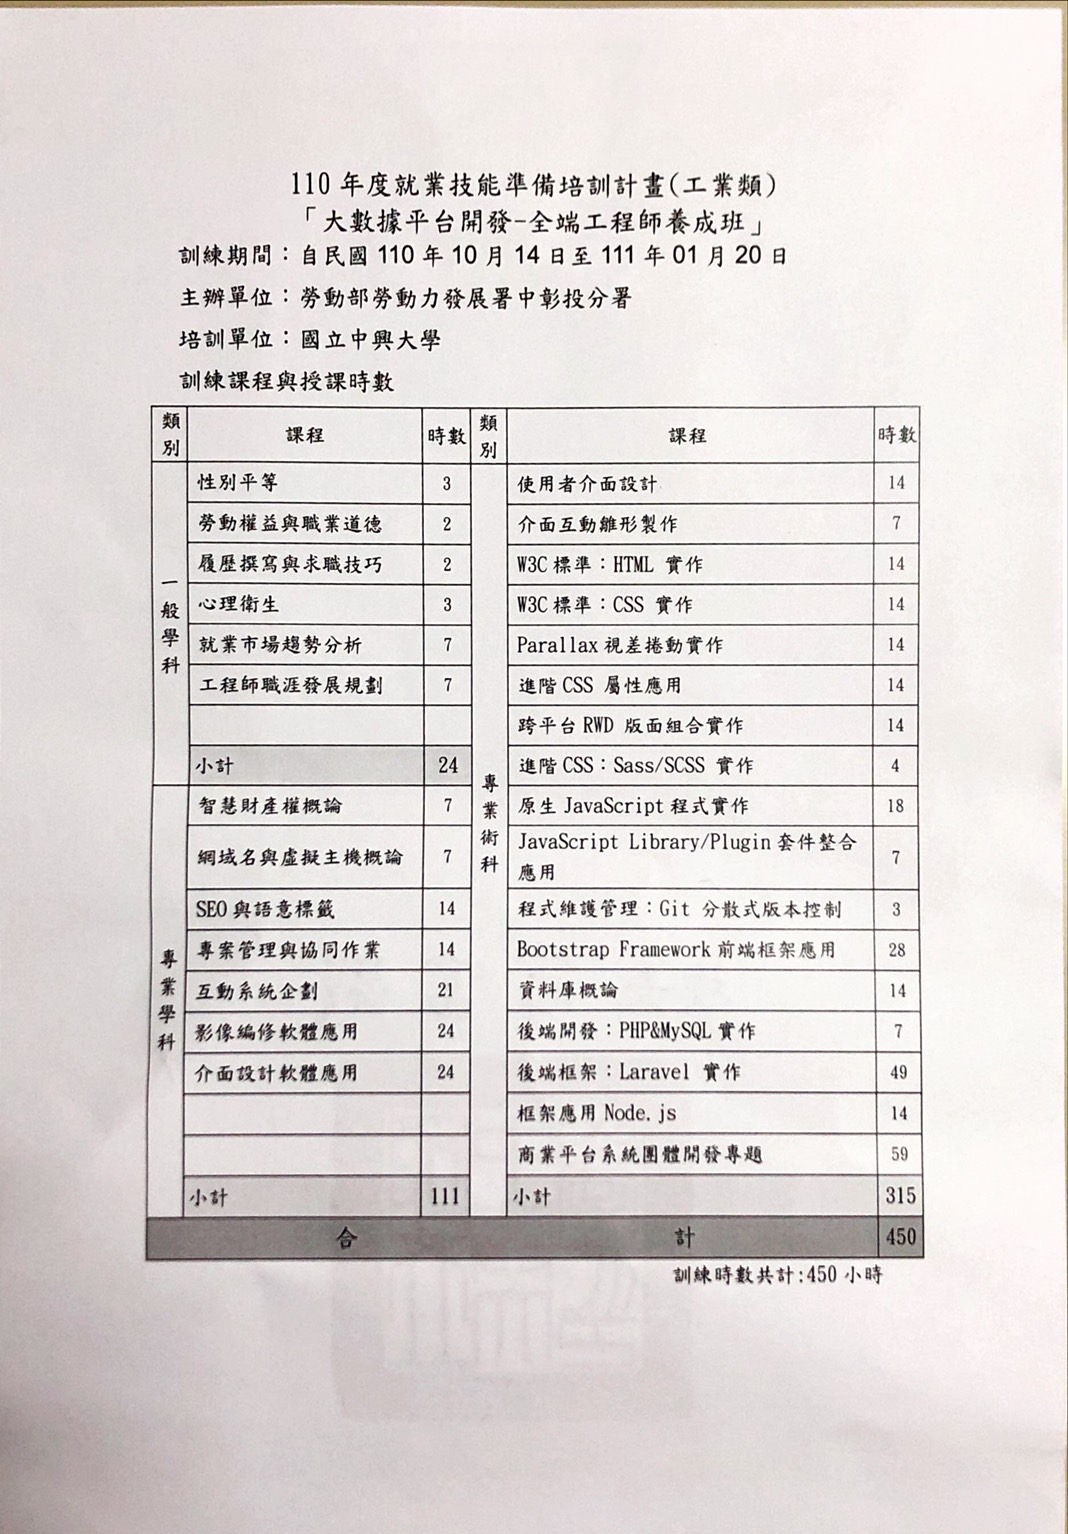 110 年度就業技能準備培訓計畫(工業類)
「大數據平台開發-全端工程師養成班」
訓練期間：自民國 110 年 10 月 14 日至 111 年 01 月 20 日
主辦單位：勞動部勞動力發展署中彰投分署
培訓單位：國立中興大學
訓練課程與授課時數
類別 課程 時數 類別 課程 時數
一般學科 性別平等 3 專業術科 使用者介面設計 14
勞動權益與職業道德 2 介面互動雛形製作 7
履歷撰寫與求職技巧 2 W3C 標準：HTML 實作 14
心理衛生 3 W3C 標準：CSS 實作 14
就業市場趨勢分析 7 Parallax 視差捲動實作 14
工程師職涯發展規劃 7 進階 CSS 屬性應用 14
跨平台 RWD 版面組合實作 14
小計 24 進階 CSS：Sass/SCSS 實作 4
專業學科 智慧財產權概論 7 原生 JavaScript 程式實作 18
網域名與虛擬主機概論 7 JavaScript Library/Plugin 套件整合
應用 7
SEO 與語意標籤 14 程式維護管理：Git 分散式版本控制 3
專案管理與協同作業 14 Bootstrap Framework 前端框架應用 28
互動系統企劃 21 資料庫概論 14
影像編修軟體應用 24 後端開發：PHP&MySQL 實作 7
介面設計軟體應用 24 後端框架：Laravel 實作 49
框架應用 Node.js 14
商業平台系統團體開發專題 59
小計 111 小計 315
合 計 450
訓練時數共計:450 小時